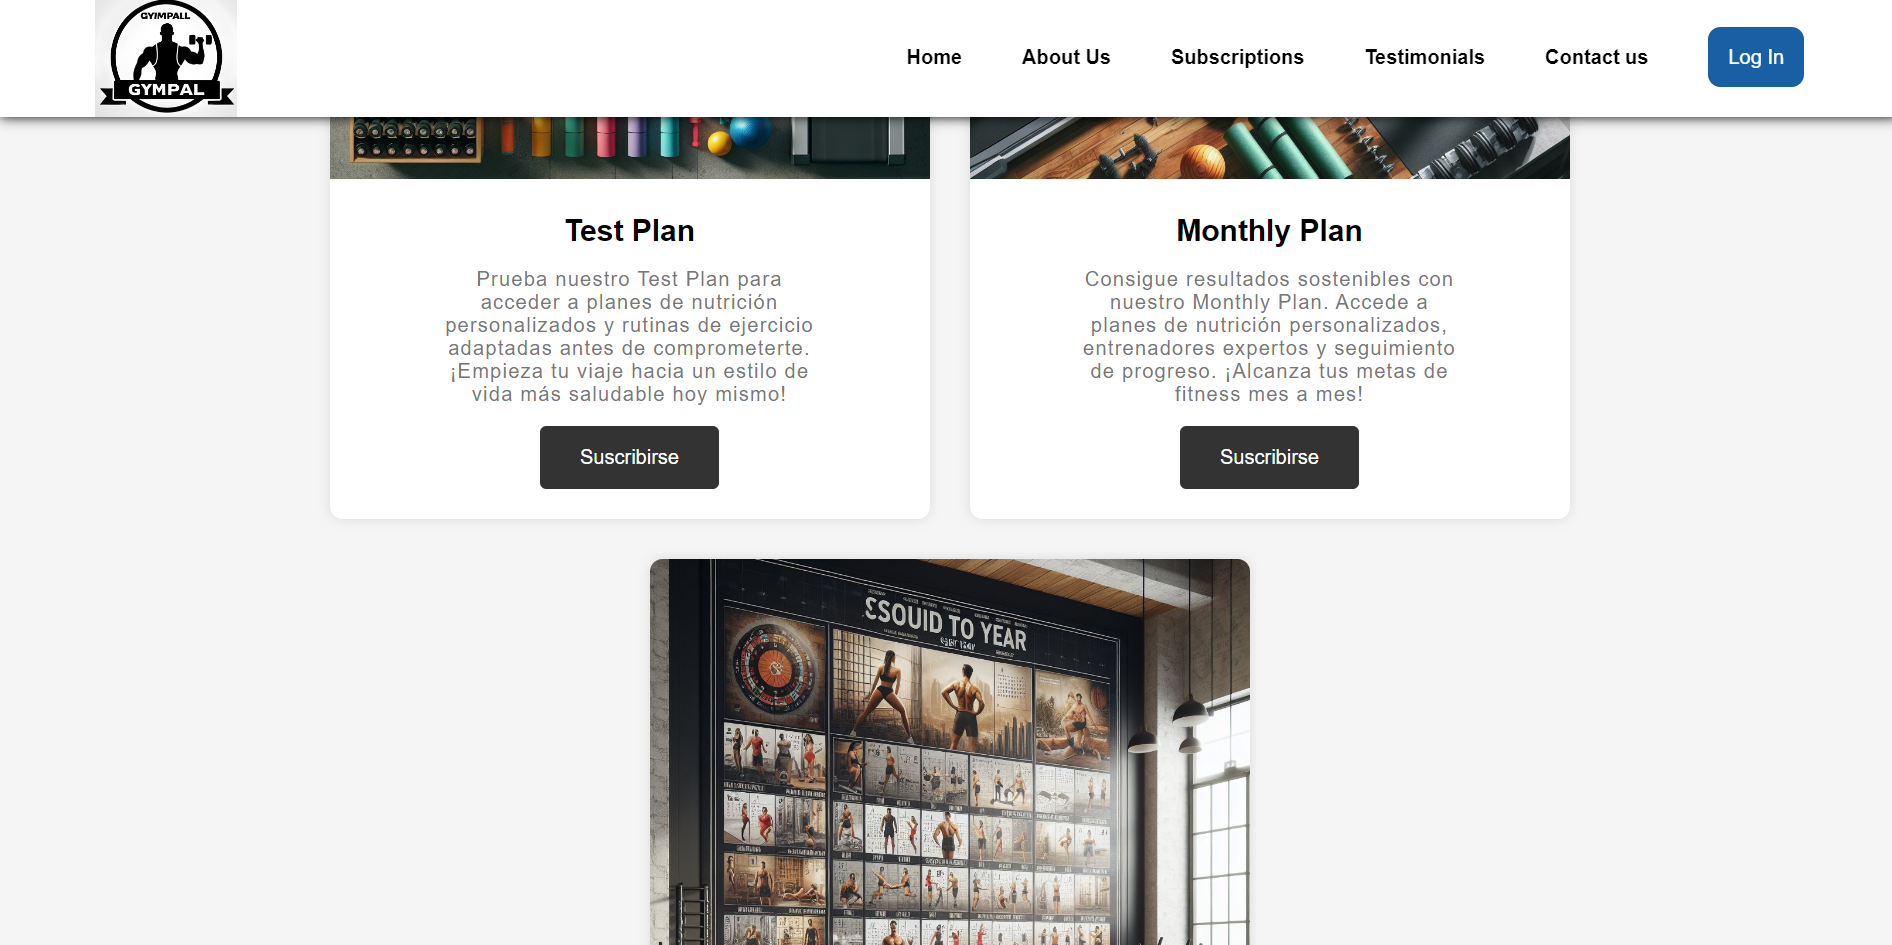 GYIMPALL
GYMPAL
Home
About Us
Subscriptions
Testimonials
Contact us
Log In
Test Plan
Prueba nuestro Test Plan para
acceder a planes de nutrición
personalizados y rutinas de ejercicio
adaptadas antes de comprometerte.
¡Empieza tu viaje hacia un estilo de
vida más saludable hoy mismo!
Suscribirse
Monthly Plan
Consigue resultados sostenibles con
nuestro Monthly Plan. Accede a
planes de nutrición personalizados,
entrenadores expertos y seguimiento
de progreso. ¡Alcanza tus metas de
fitness mes a mes!
Suscribirse
ƐSOUID TO YEAR